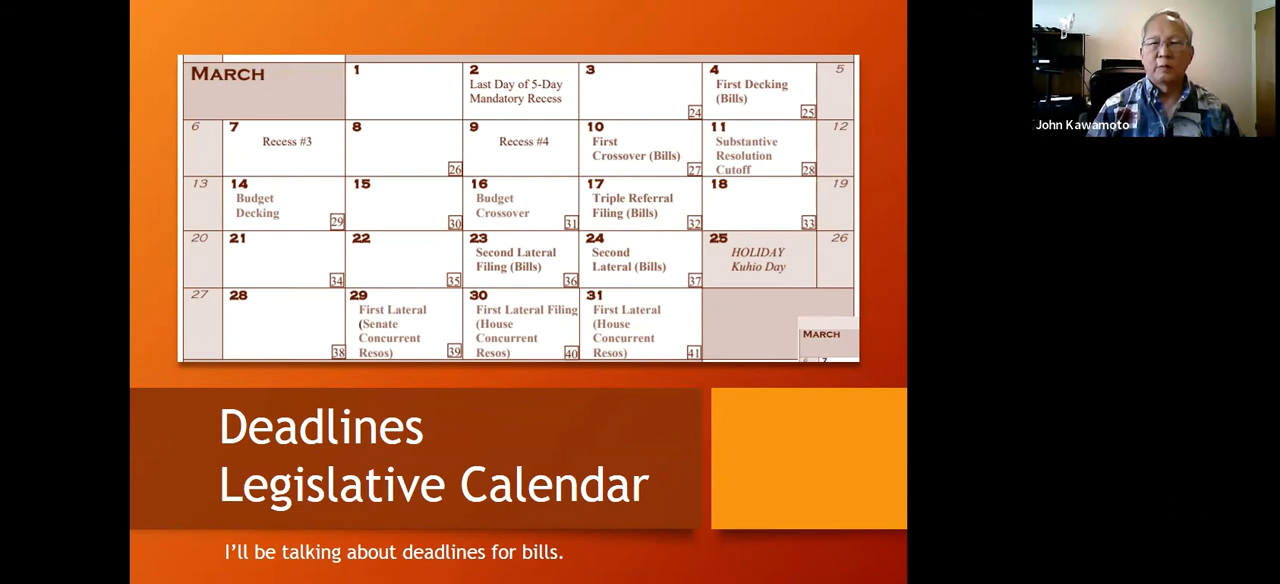 MARCH
1
2
Last Day of 5-Day
Mandatory Recess
3
24
4
First Decking
(Bills)
25
5
6
7
Recess #3
8
26
9
Recess #4
10
First
Crossover (Bills)
27
11
Substantive
Resolution
Cutoff
28
12
13
14
Budget
Decking
29
15
30
16
Budget
Crossover
31
17
Triple Referral
Filing (Bills)
32
18
33
19
20
21
34
22
35
23
Second Lateral
Filing (Bills)
36
24
Second
Lateral (Bills)
37
25
HOLIDAY
Kuhio Day
26
27
28
38
29
First Lateral
(Senate
Concurrent
Resos)
39
30
First Lateral Filing
(House
Concurrent
Resos)
40
31
First Lateral
(House
Concurrent
Resos)
41
MARCH
6
7
Deadlines
Legislative Calendar
I'll be talking about deadlines for bills.
John Kawamoto